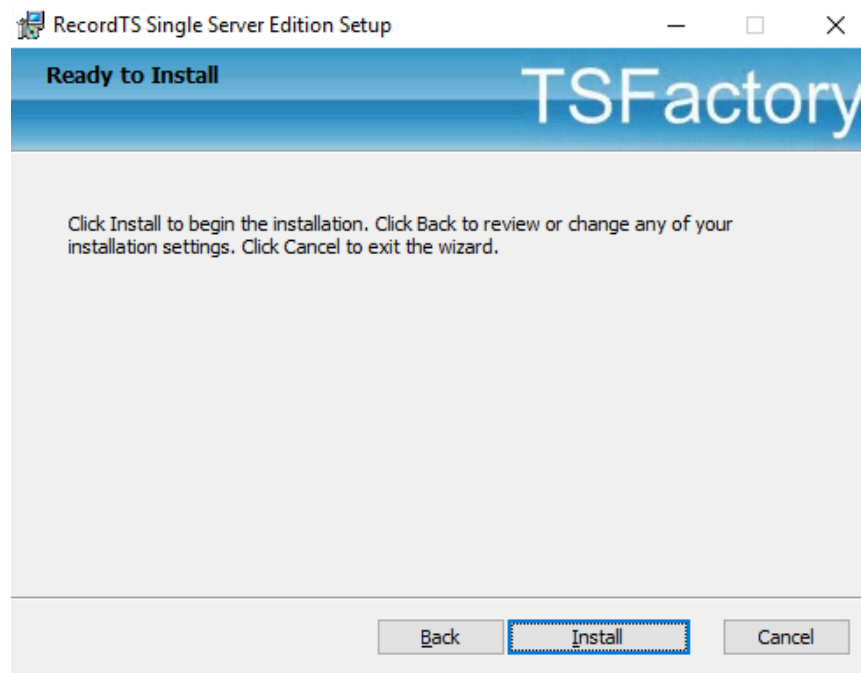 RecordTS Single Server Edition Setup
Ready to Install
TSFactory
Click Install to begin the installation. Click Back to review or change any of your
installation settings. Click Cancel to exit the wizard.
Back Install Cancel